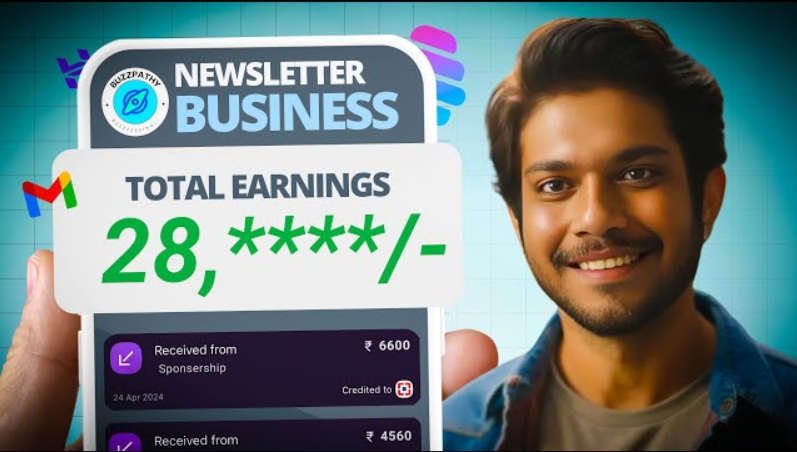 BUZZPATHY
NEWSLETTER
BUSINESS
TOTAL EARNINGS
28,****/-
Received from
₹ 6600
Sponsership
24 Apr 2024
Credited to
Received from
₹ 4560